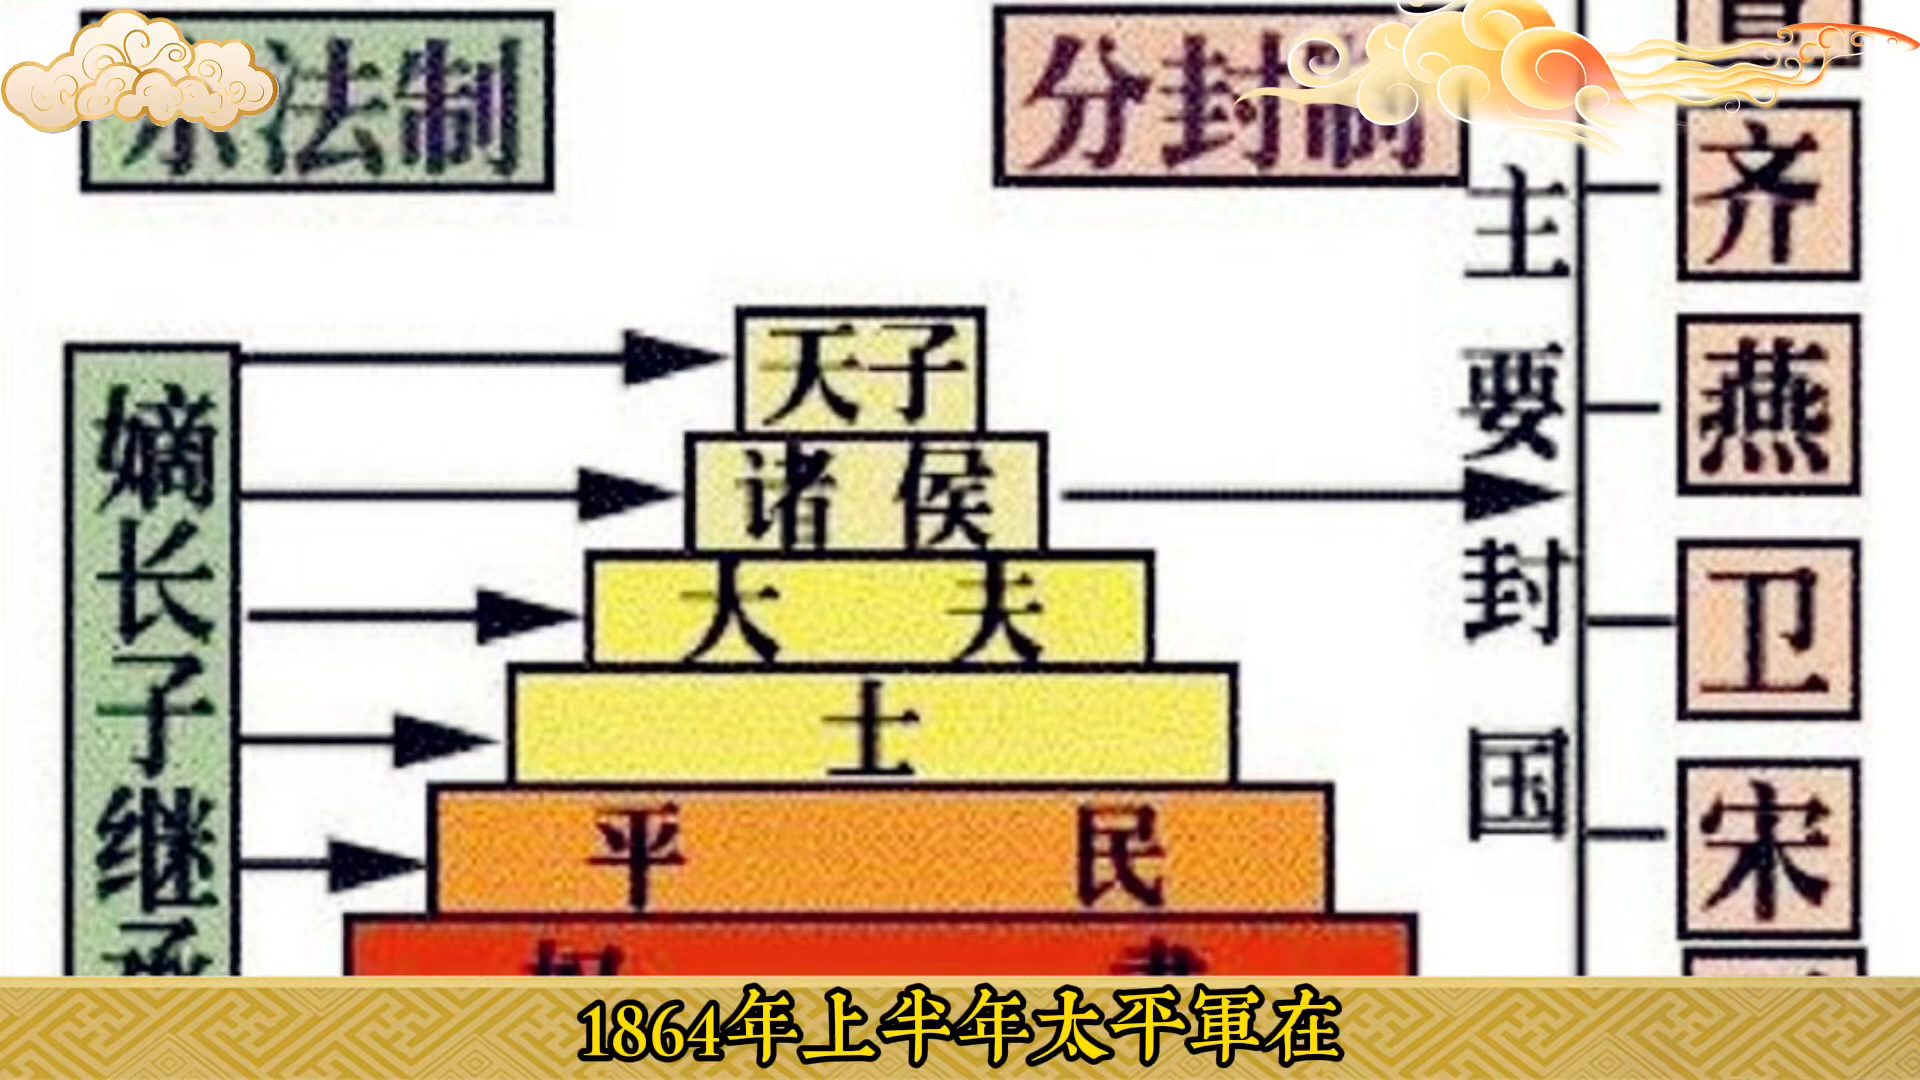 宗法制
分封制
嫡长子继承
天子
诸侯
大夫
士
平民
主要封国
齐
燕
卫
宋
1864年上半年太平軍在